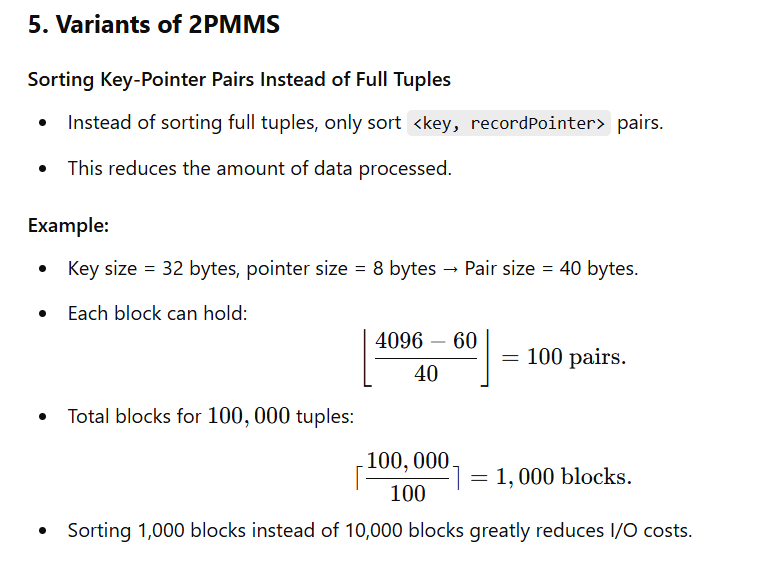 5. Variants of 2PMMS
Sorting Key-Pointer Pairs Instead of Full Tuples
• Instead of sorting full tuples, only sort <key, recordPointer> pairs.
• This reduces the amount of data processed.
Example:
• Key size = 32 bytes, pointer size = 8 bytes → Pair size = 40 bytes.
• Each block can hold:
⌊(4096 − 60)/40⌋ = 100 pairs.
• Total blocks for 100,000 tuples:
⌈100,000/100⌉ = 1,000 blocks.
• Sorting 1,000 blocks instead of 10,000 blocks greatly reduces I/O costs.